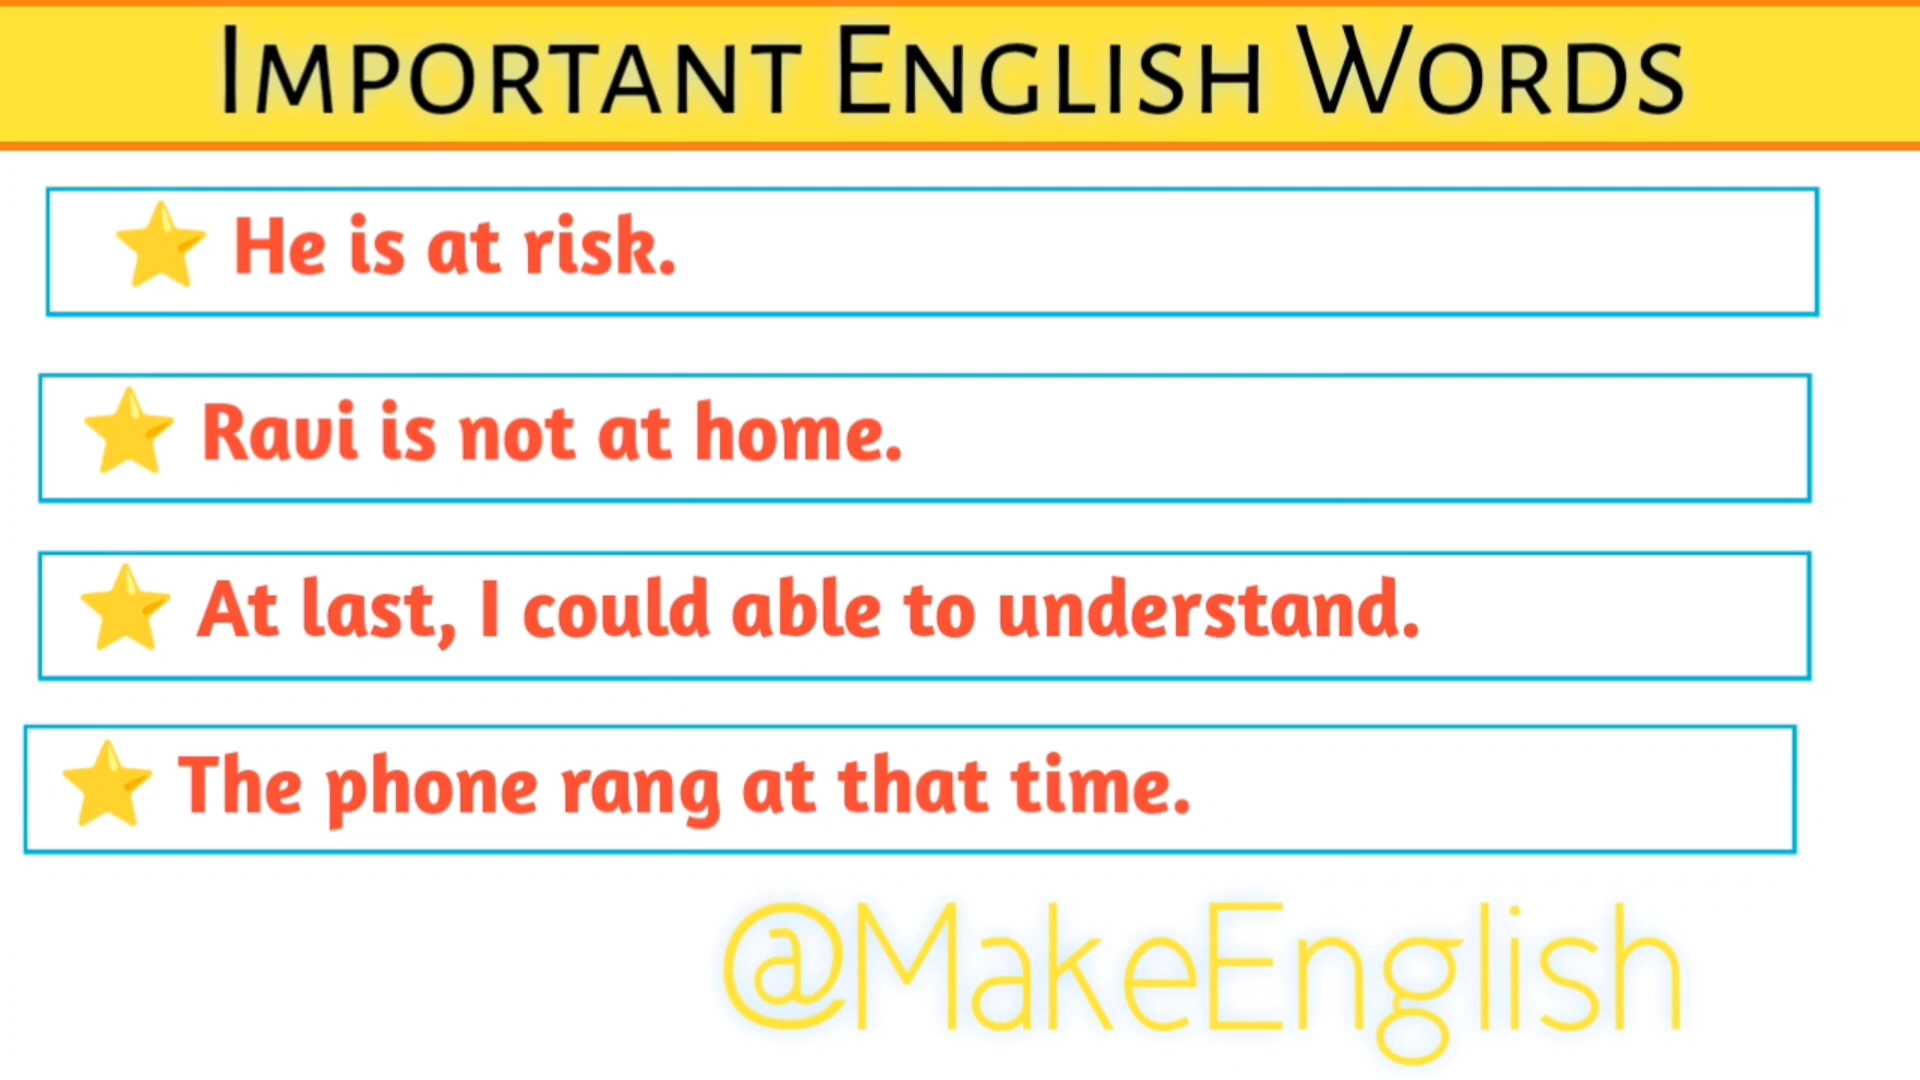 Important English Words
⭐ He is at risk.
⭐ Ravi is not at home.
⭐ At last, I could able to understand.
⭐ The phone rang at that time.
@MakeEnglish